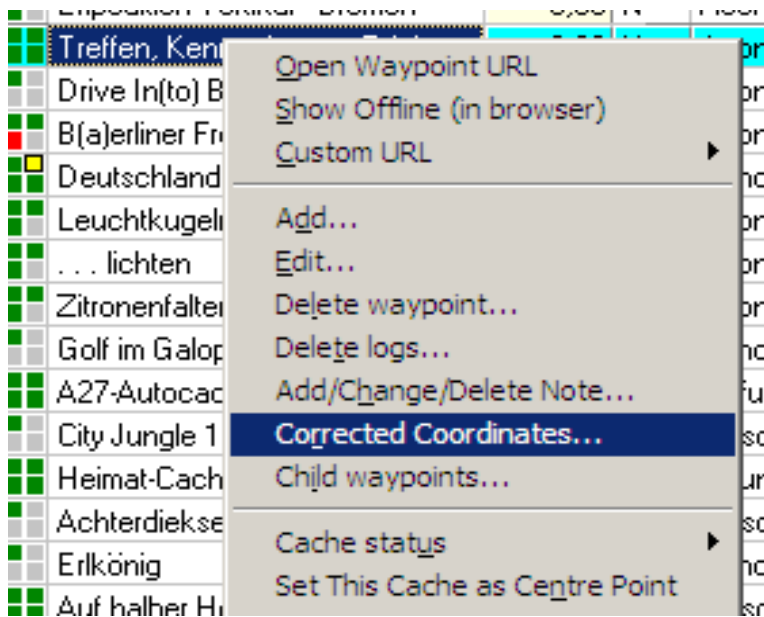 Treffen, Ken
Drive In(to) B
B(a)erliner Fr
Deutschland
Leuchtkugel
. . . lichten
Zitronenfalter
Golf im Galop
A27-Autocac
City Jungle 1
Heimat-Cach
Achterdiekse
Erlkönig
Auf halber H
Open Waypoint URL
Show Offline (in browser)
Custom URL
Add...
Edit...
Delete waypoint...
Delete logs...
Add/Change/Delete Note...
Corrected Coordinates...
Child waypoints...
Cache status
Set This Cache as Centre Point